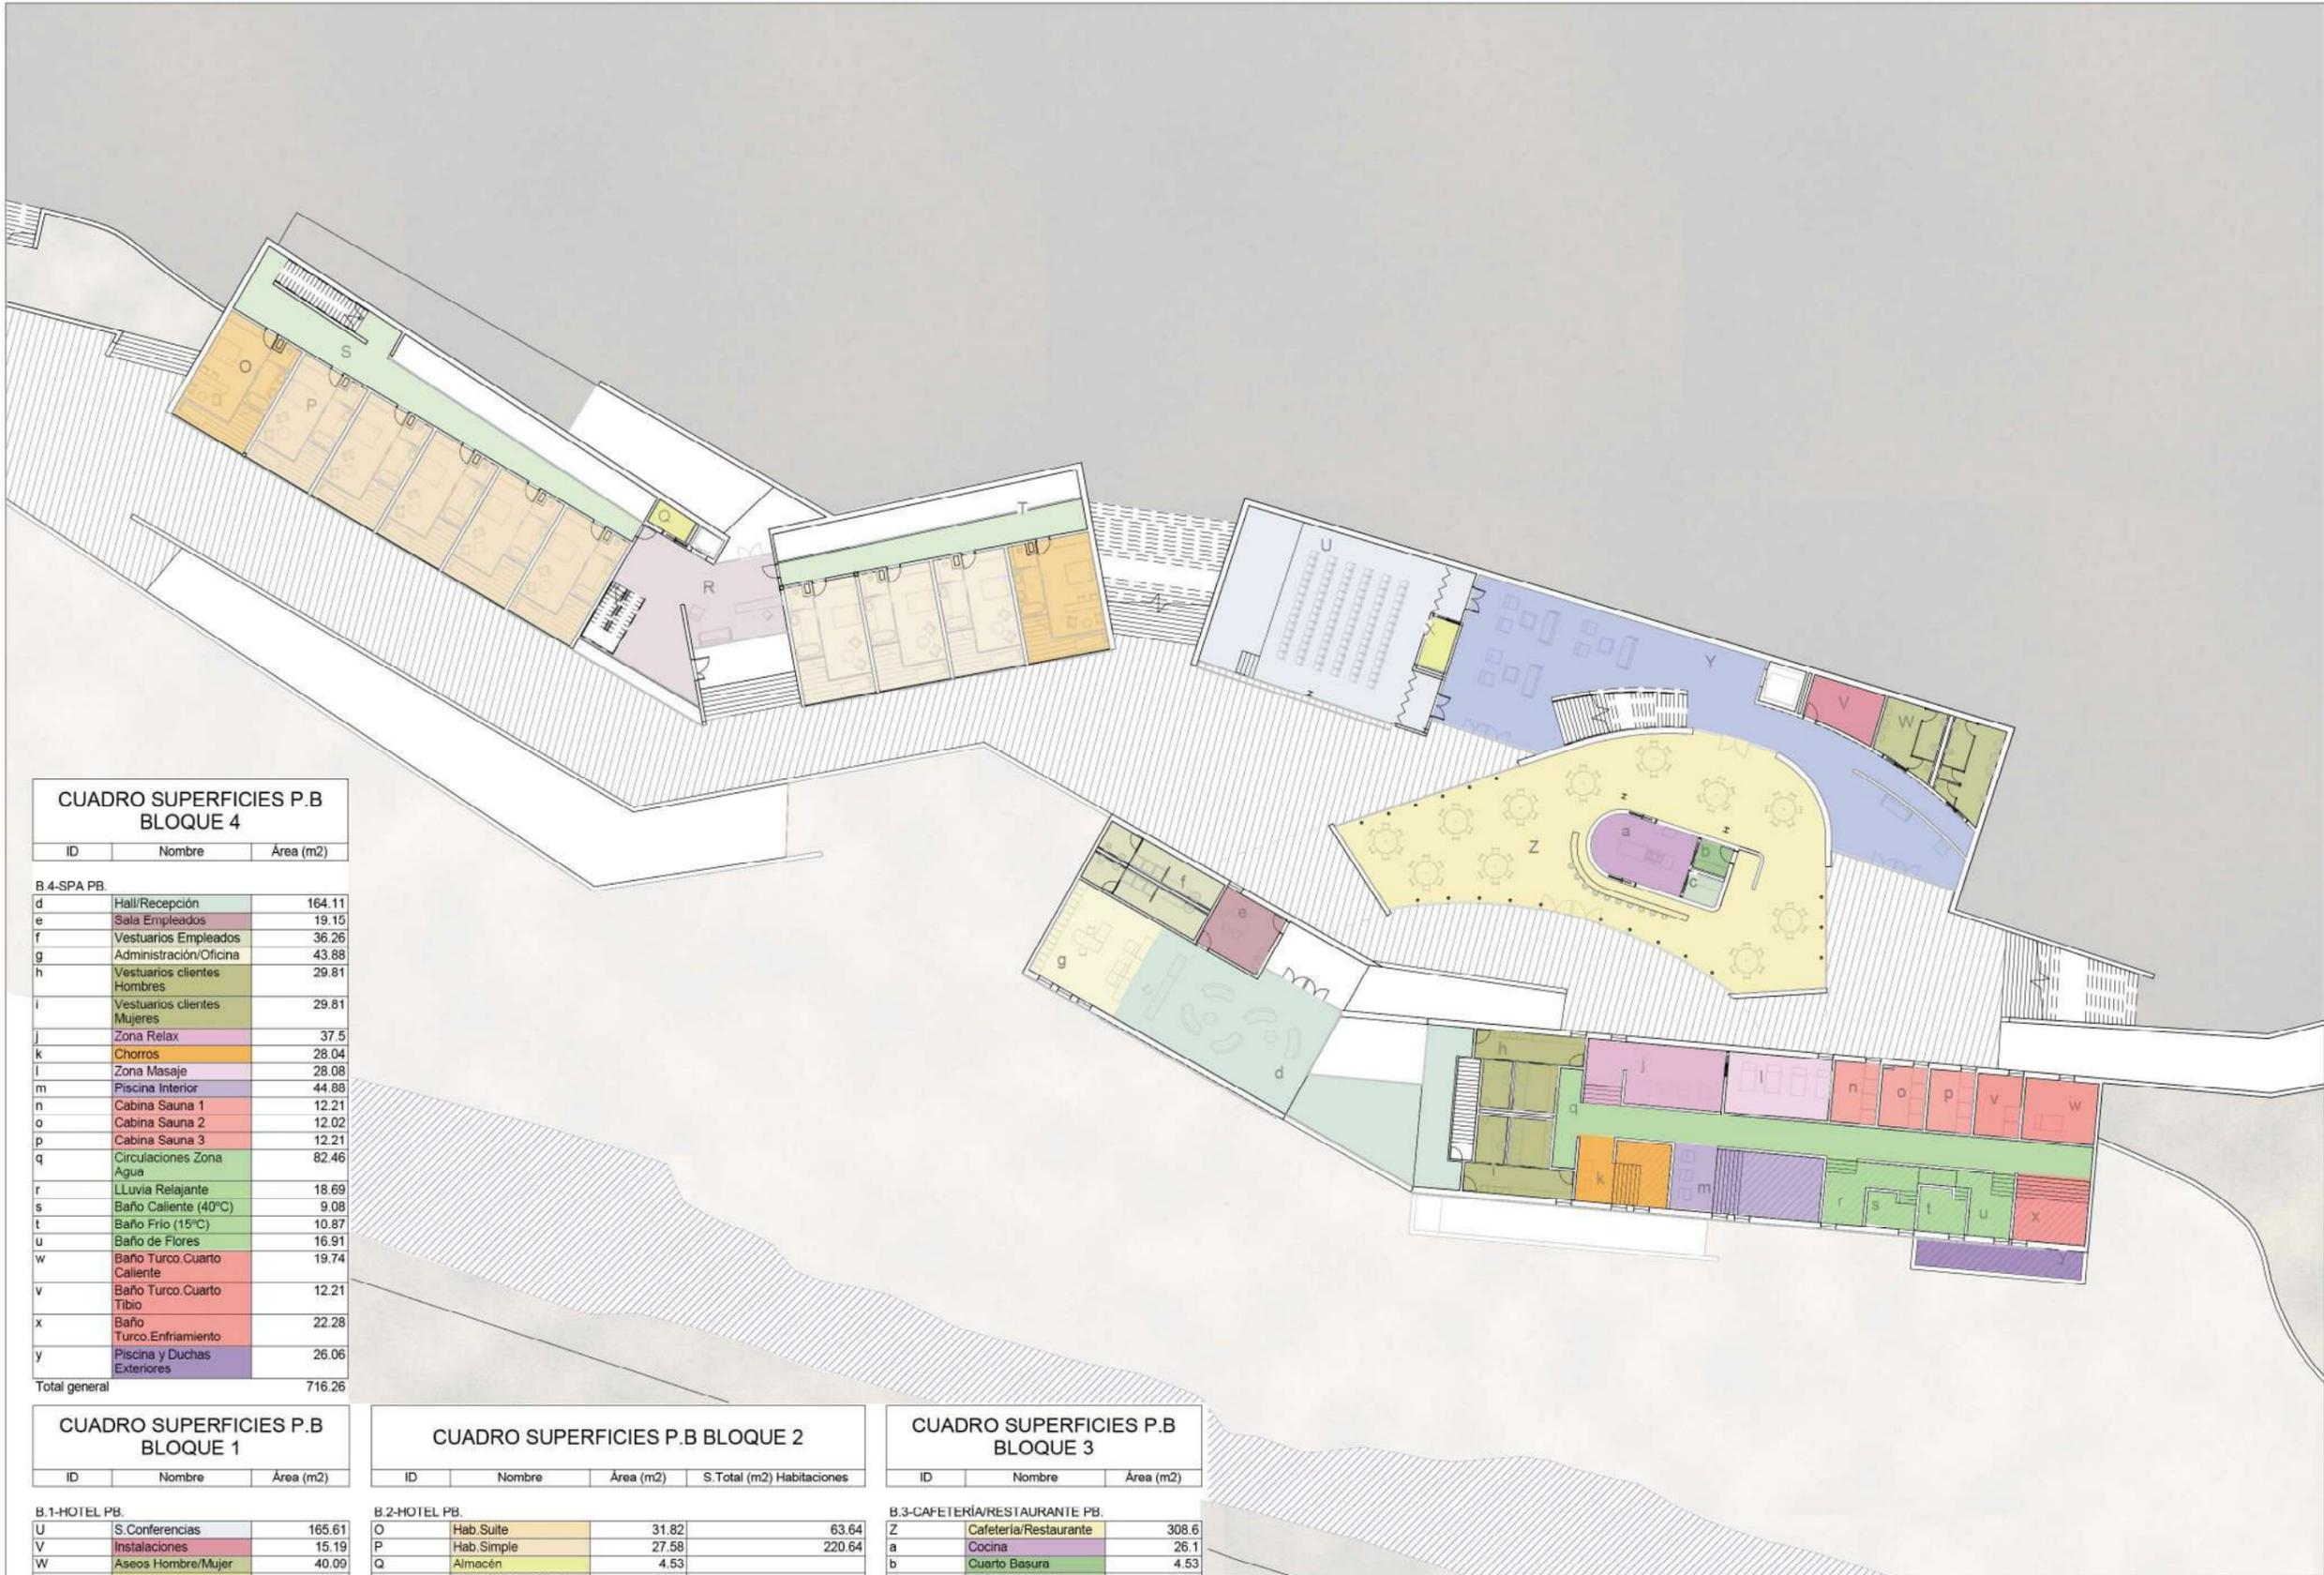 S
O
P
Q
T
R
U
X
Y
V
W
Z
a
b
c
f
e
g
d
h
j
l
n
o
p
v
w
q
k
i
m
r
s
t
u
x
y
CUADRO SUPERFICIES P.B
BLOQUE 4
ID Nombre Área (m2)
B.4-SPA PB.
d Hall/Recepción 164.11
e Sala Empleados 19.15
f Vestuarios Empleados 36.26
g Administración/Oficina 43.88
h Vestuarios clientes
Hombres 29.81
i Vestuarios clientes
Mujeres 29.81
j Zona Relax 37.5
k Chorros 28.04
l Zona Masaje 28.08
m Piscina Interior 44.88
n Cabina Sauna 1 12.21
o Cabina Sauna 2 12.02
p Cabina Sauna 3 12.21
q Circulaciones Zona
Agua 82.46
r LLuvia Relajante 18.69
s Baño Caliente (40ºC) 9.08
t Baño Frío (15ºC) 10.87
u Baño de Flores 16.91
w Baño Turco.Cuarto
Caliente 19.74
v Baño Turco.Cuarto
Tibio 12.21
x Baño
Turco.Enfriamiento 22.28
y Piscina y Duchas
Exteriores 26.06
Total general 716.26
CUADRO SUPERFICIES P.B
BLOQUE 1
ID Nombre Área (m2)
B.1-HOTEL PB.
U S.Conferencias 165.61
V Instalaciones 15.19
W Aseos Hombre/Mujer 40.09
CUADRO SUPERFICIES P.B BLOQUE 2
ID Nombre Área (m2) S.Total (m2) Habitaciones
B.2-HOTEL PB.
O Hab.Suite 31.82 63.64
P Hab.Simple 27.58 220.64
Q Almacén 4.53
CUADRO SUPERFICIES P.B
BLOQUE 3
ID Nombre Área (m2)
B.3-CAFETERÍA/RESTAURANTE PB.
Z Cafetería/Restaurante 308.6
a Cocina 26.1
b Cuarto Basura 4.53